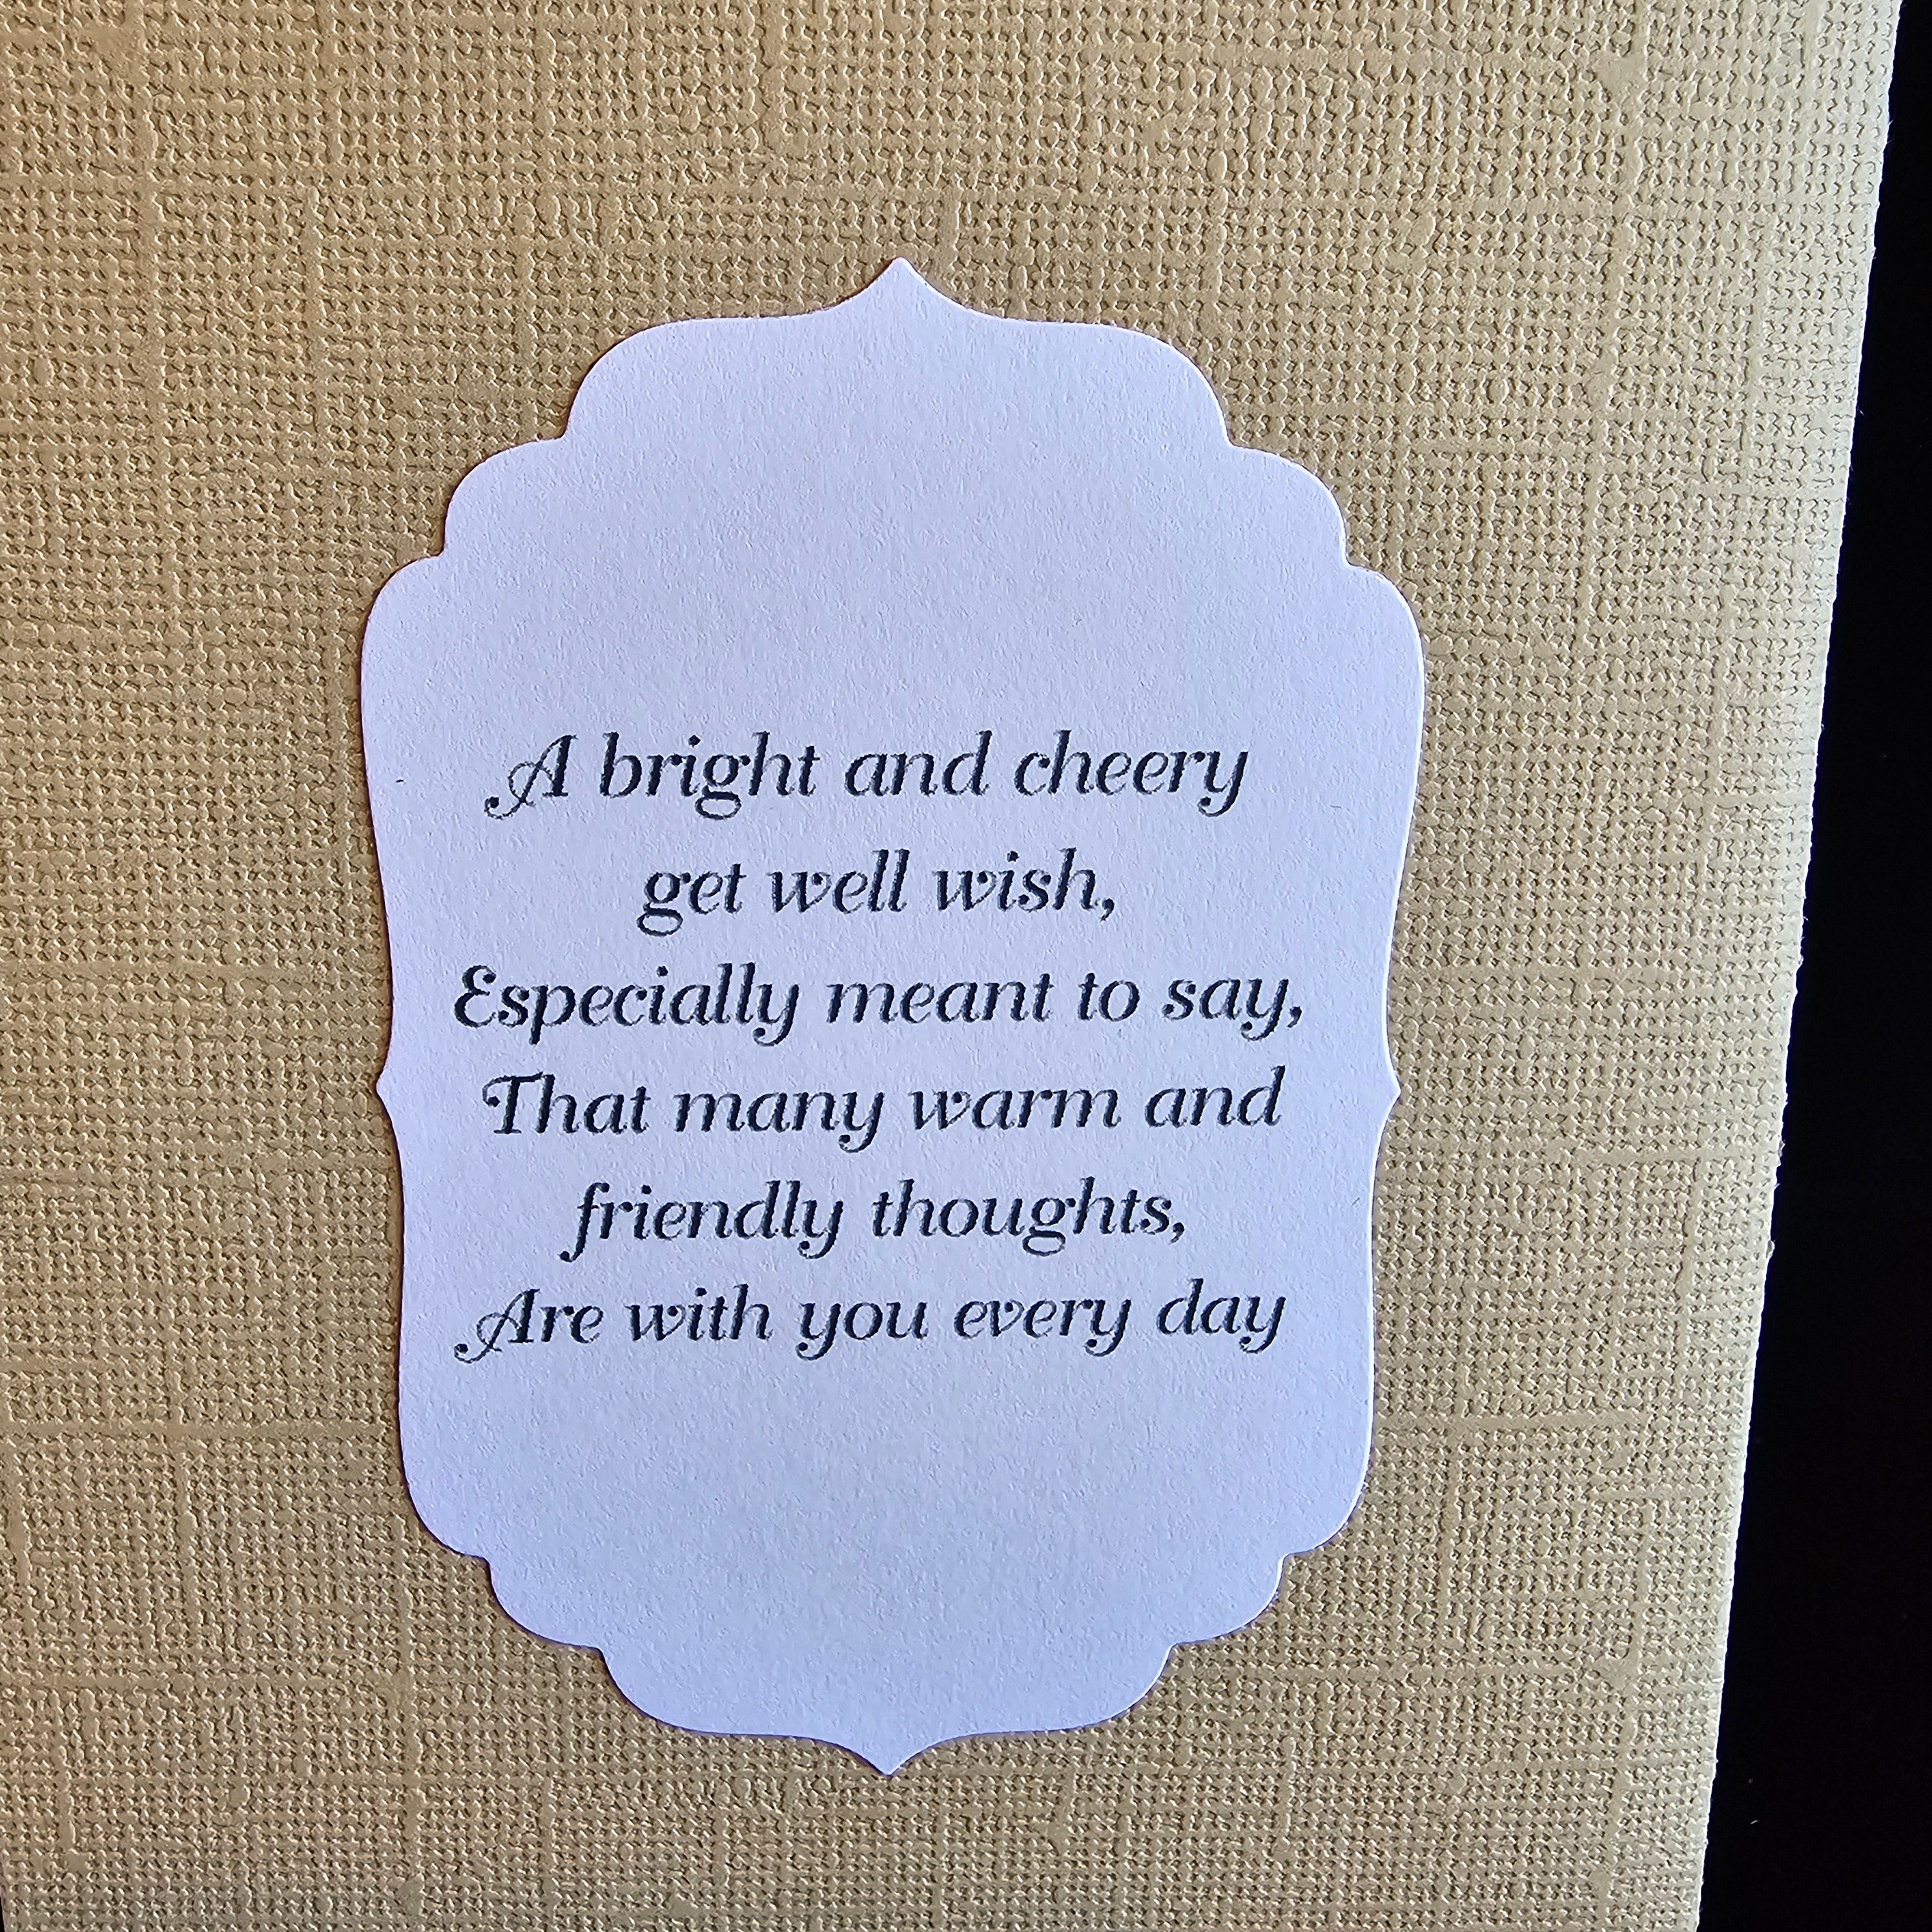 A bright and cheery
get well wish,
Especially meant to say,
That many warm and
friendly thoughts,
Are with you every day